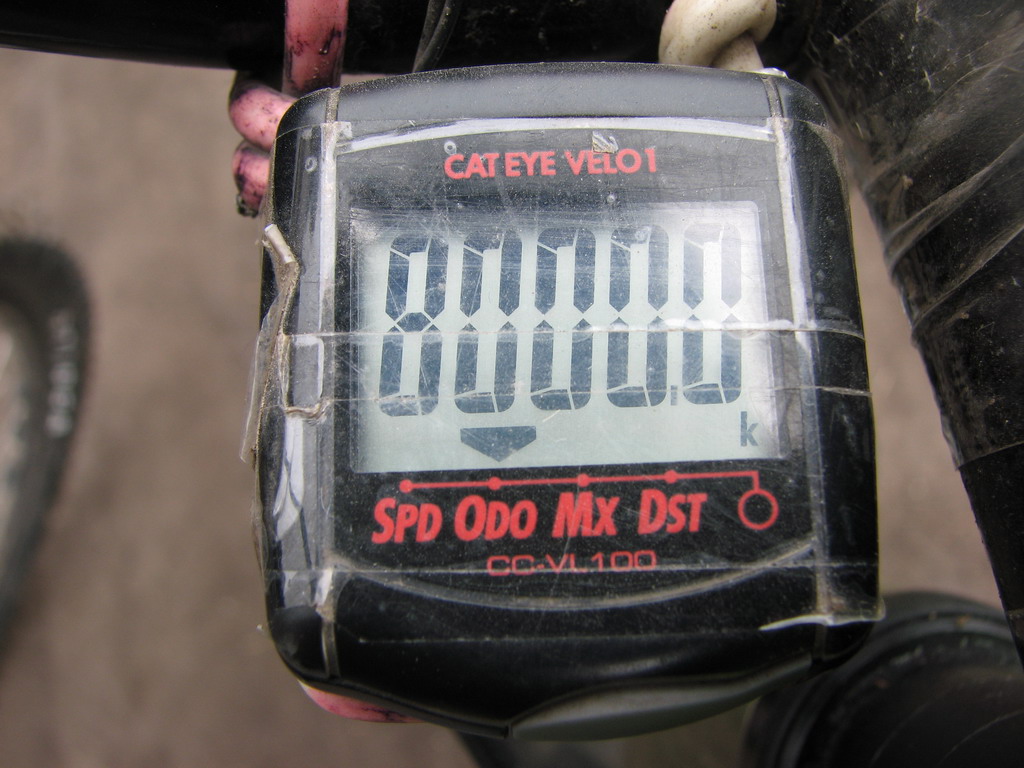 CAT EYE VELO 1
k
SPD ODO MX DST
CC-VL100